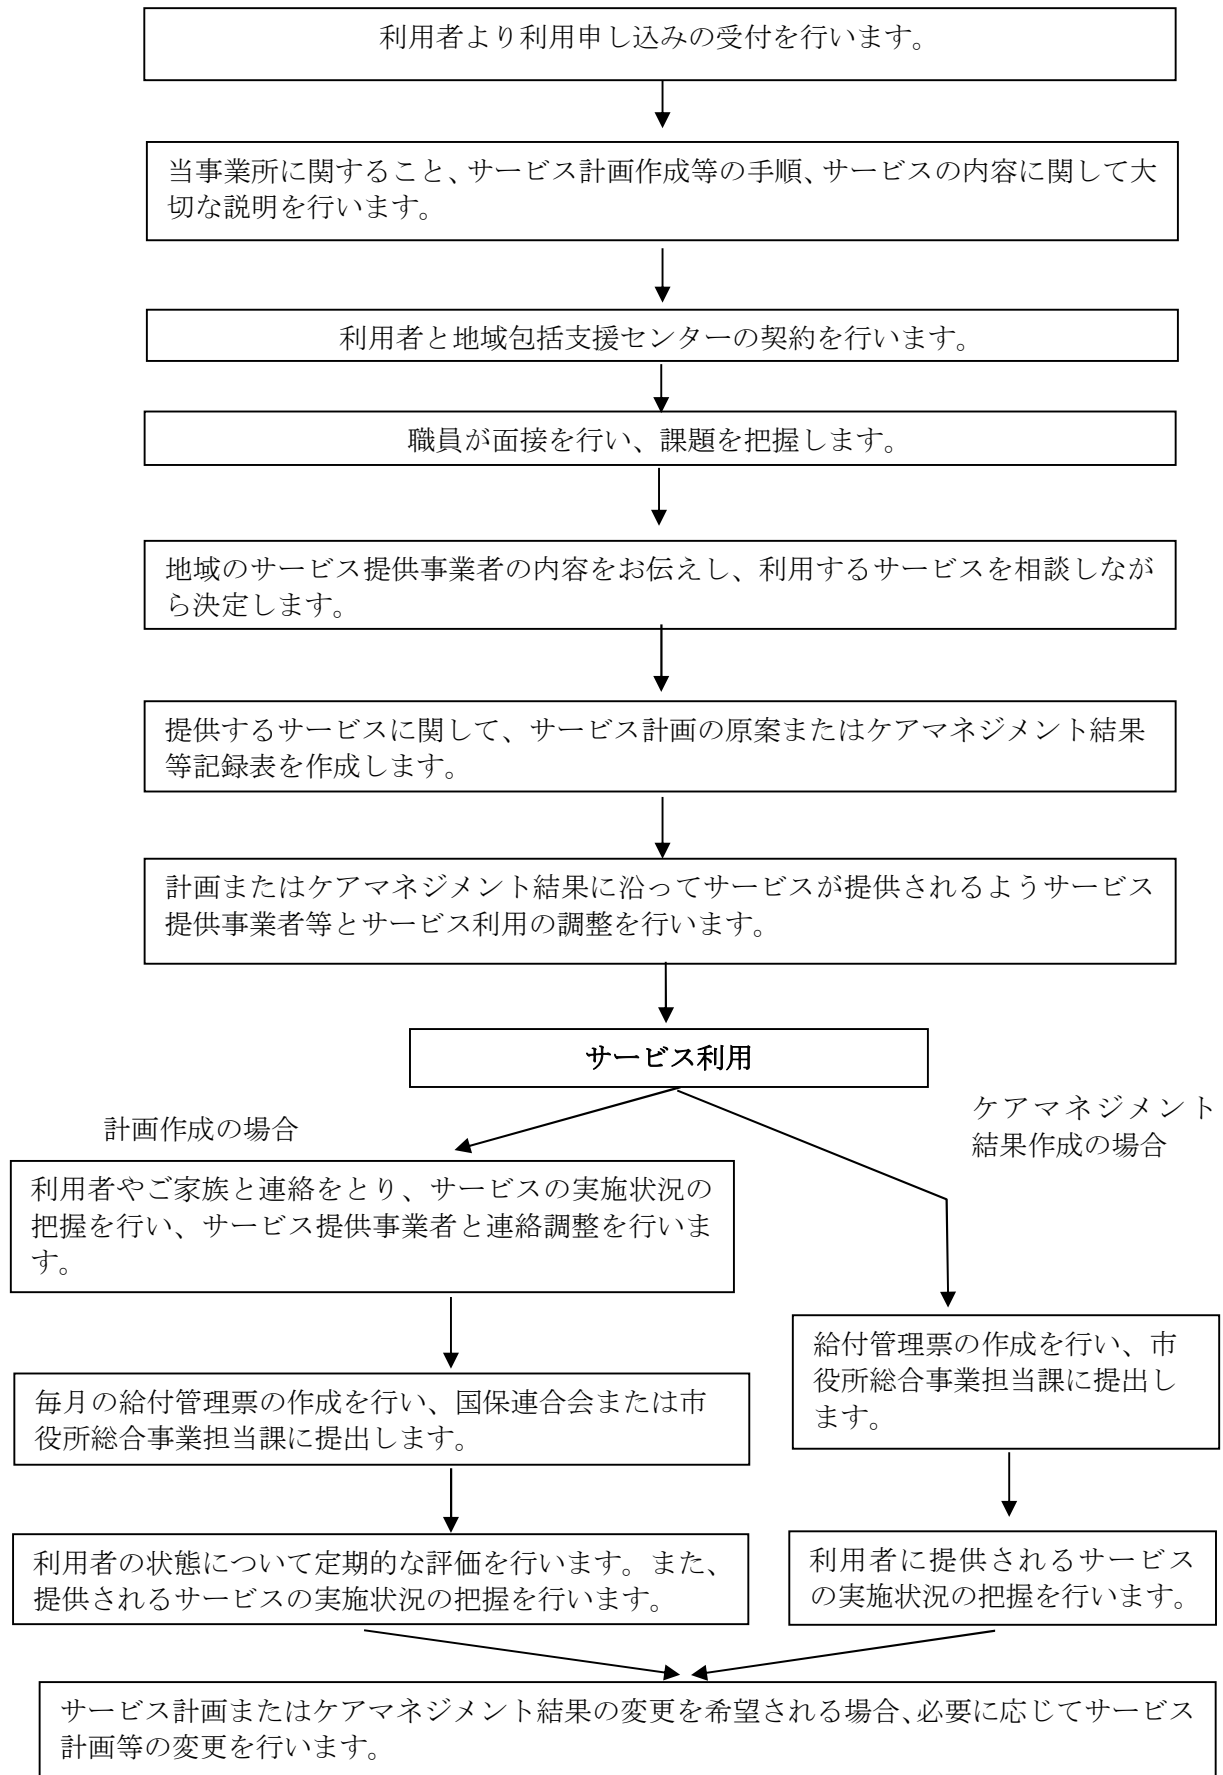 利用者より利用申し込みの受付を行います。
当事業所に関すること、サービス計画作成等の手順、サービスの内容に関して大
切な説明を行います。
利用者と地域包括支援センターの契約を行います。
職員が面接を行い、課題を把握します。
地域のサービス提供事業者の内容をお伝えし、利用するサービスを相談しなが
ら決定します。
提供するサービスに関して、サービス計画の原案またはケアマネジメント結果
等記録表を作成します。
計画またはケアマネジメント結果に沿ってサービスが提供されるようサービス
提供事業者等とサービス利用の調整を行います。
サービス利用
計画作成の場合
利用者やご家族と連絡をとり、サービスの実施状況の
把握を行い、サービス提供事業者と連絡調整を行いま
す。
毎月の給付管理票の作成を行い、国保連合会または市
役所総合事業担当課に提出します。
利用者の状態について定期的な評価を行います。また、
提供されるサービスの実施状況の把握を行います。
ケアマネジメント
結果作成の場合
給付管理票の作成を行い、市
役所総合事業担当課に提出し
ます。
利用者に提供されるサービス
の実施状況の把握を行います。
サービス計画またはケアマネジメント結果の変更を希望される場合、必要に応じてサービス
計画等の変更を行います。